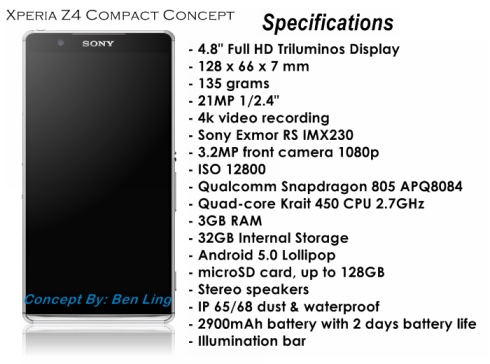 Xperia Z4 Compact Concept
Specifications
SONY
- 4.8" Full HD Triluminos Display
- 128 x 66 x 7 mm
- 135 grams
- 21MP 1/2.4"
- 4k video recording
- Sony Exmor RS IMX230
- 3.2MP front camera 1080p
- ISO 12800
- Qualcomm Snapdragon 805 APQ8084
- Quad-core Krait 450 CPU 2.7GHz
- 3GB RAM
- 32GB Internal Storage
- Android 5.0 Lollipop
- microSD card, up to 128GB
- Stereo speakers
- IP 65/68 dust & waterproof
- 2900mAh battery with 2 days battery life
- Illumination bar
Concept By: Ben Ling